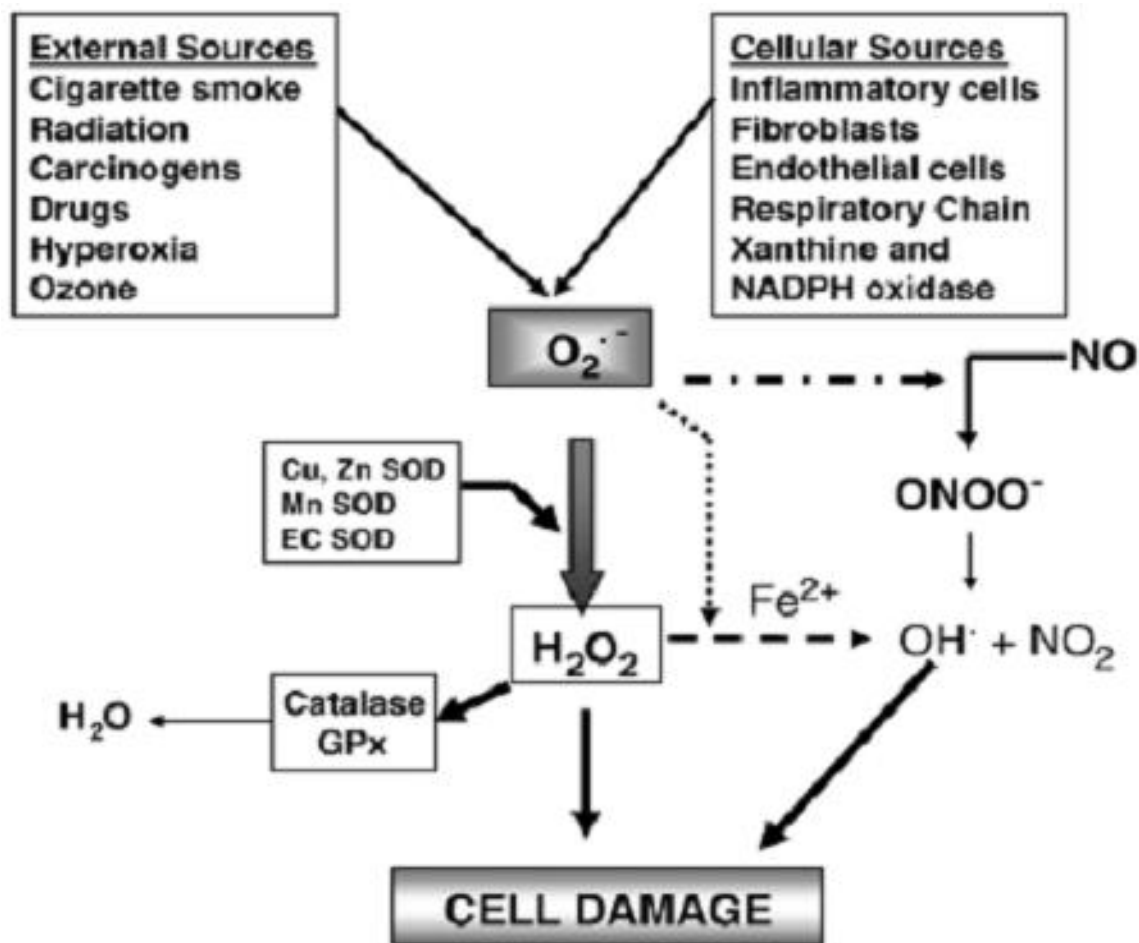 External Sources
Cigarette smoke
Radiation
Carcinogens
Drugs
Hyperoxia
Ozone
Cellular Sources
Inflammatory cells
Fibroblasts
Endothelial cells
Respiratory Chain
Xanthine and
NADPH oxidase
O₂·⁻
NO
Cu, Zn SOD
Mn SOD
EC SOD
ONOO⁻
Fe²⁺
H₂O₂
OH· + NO₂
H₂O
Catalase
GPx
CELL DAMAGE